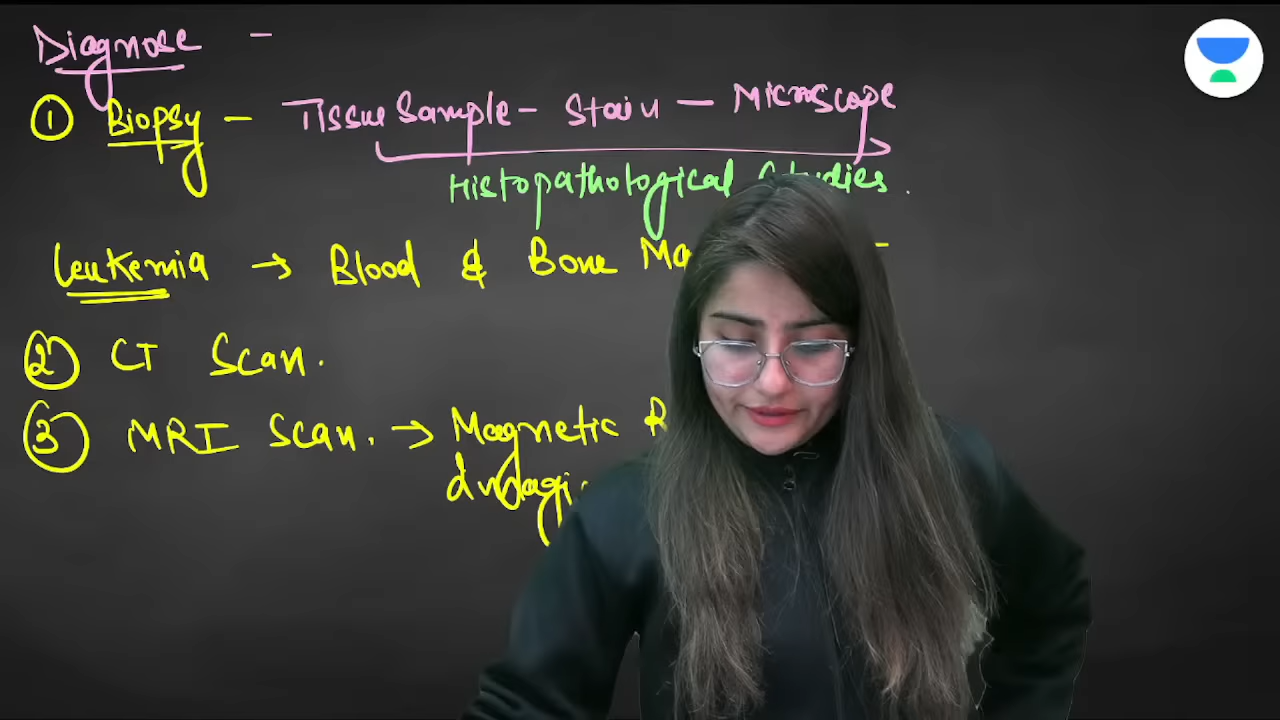 Diagnose -
① Biopsy - Tissue Sample - Stain - Microscope
Histopathological
Leukemia → Blood & Bone
② CT Scan.
③ MRI Scan. → Magnetic